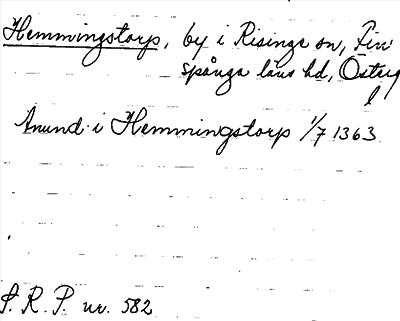 Hemmingstorp, by i Risinge sn, Fin
spånga läns hd, Österg
l
Anund i Hemmingstorp 1/7 1363
S. R. P. nr. 582